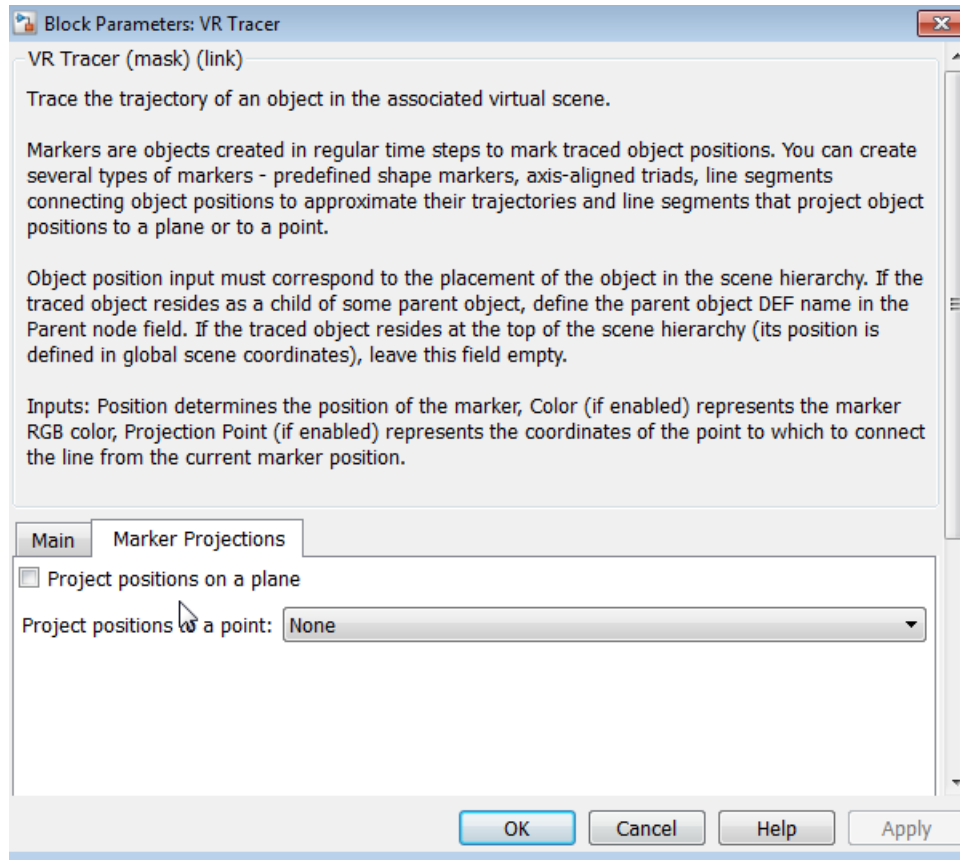 Block Parameters: VR Tracer
VR Tracer (mask) (link)
Trace the trajectory of an object in the associated virtual scene.
Markers are objects created in regular time steps to mark traced object positions. You can create
several types of markers - predefined shape markers, axis-aligned triads, line segments
connecting object positions to approximate their trajectories and line segments that project object
positions to a plane or to a point.
Object position input must correspond to the placement of the object in the scene hierarchy. If the
traced object resides as a child of some parent object, define the parent object DEF name in the
Parent node field. If the traced object resides at the top of the scene hierarchy (its position is
defined in global scene coordinates), leave this field empty.
Inputs: Position determines the position of the marker, Color (if enabled) represents the marker
RGB color, Projection Point (if enabled) represents the coordinates of the point to which to connect
the line from the current marker position.
Main Marker Projections
Project positions on a plane
Project positions to a point: None
OK Cancel Help Apply